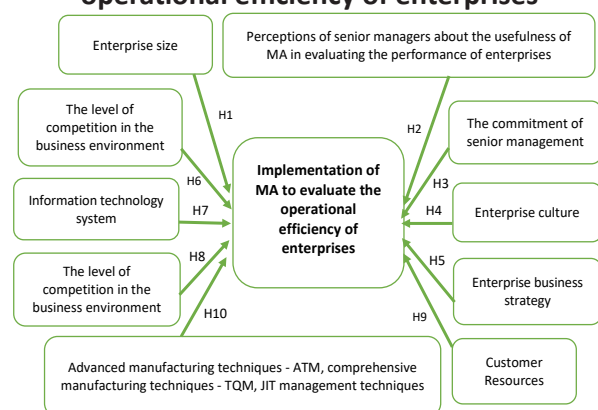 operational efficiency of enterprises
Enterprise size
Perceptions of senior managers about the usefulness of
MA in evaluating the performance of enterprises
H1
H2
The level of
competition in the
business environment
The commitment of
senior management
Implementation of
MA to evaluate the
operational
efficiency of
enterprises
H6
H3
Information technology
system
H7
H4
Enterprise culture
The level of
competition in the
business environment
H8
H5
Enterprise business
strategy
H10
H9
Advanced manufacturing techniques - ATM, comprehensive
manufacturing techniques - TQM, JIT management techniques
Customer
Resources